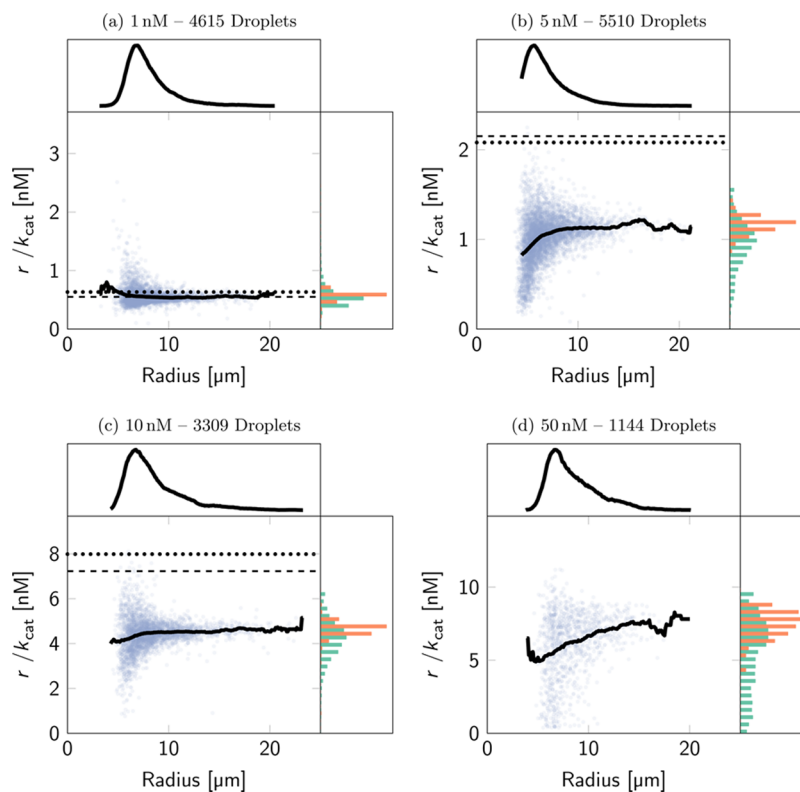 (a) 1 nM – 4615 Droplets
r / kcat [nM]
3
2
1
0
0 10 20
Radius [µm]
(b) 5 nM – 5510 Droplets
r / kcat [nM]
2
1
0
0 10 20
Radius [µm]
(c) 10 nM – 3309 Droplets
r / kcat [nM]
8
6
4
2
0
0 10 20
Radius [µm]
(d) 50 nM – 1144 Droplets
r / kcat [nM]
10
5
0
0 10 20
Radius [µm]